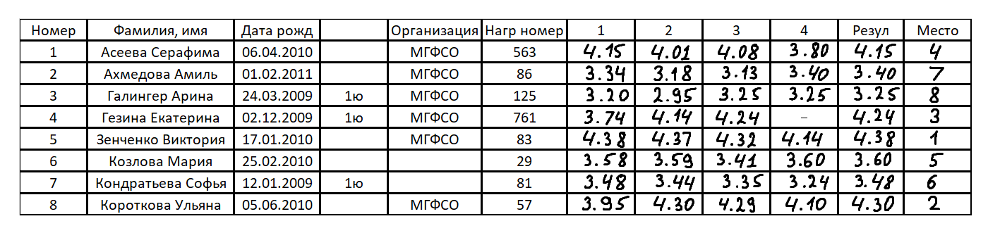 Номер Фамилия, имя Дата рожд Организация Нагр номер 1 2 3 4 Резул Место
1 Асеева Серафима 06.04.2010 МГФСО 563 4.15 4.01 4.08 3.80 4.15 4
2 Ахмедова Амиль 01.02.2011 МГФСО 86 3.34 3.18 3.13 3.40 3.40 7
3 Галингер Арина 24.03.2009 1ю МГФСО 125 3.20 2.95 3.25 3.25 3.25 8
4 Гезина Екатерина 02.12.2009 1ю МГФСО 761 3.74 4.14 4.24 – 4.24 3
5 Зенченко Виктория 17.01.2010 МГФСО 83 4.38 4.37 4.32 4.14 4.38 1
6 Козлова Мария 25.02.2010 29 3.58 3.59 3.41 3.60 3.60 5
7 Кондратьева Софья 12.01.2009 1ю 81 3.48 3.44 3.35 3.24 3.48 6
8 Короткова Ульяна 05.06.2010 МГФСО 57 3.95 4.30 4.29 4.10 4.30 2